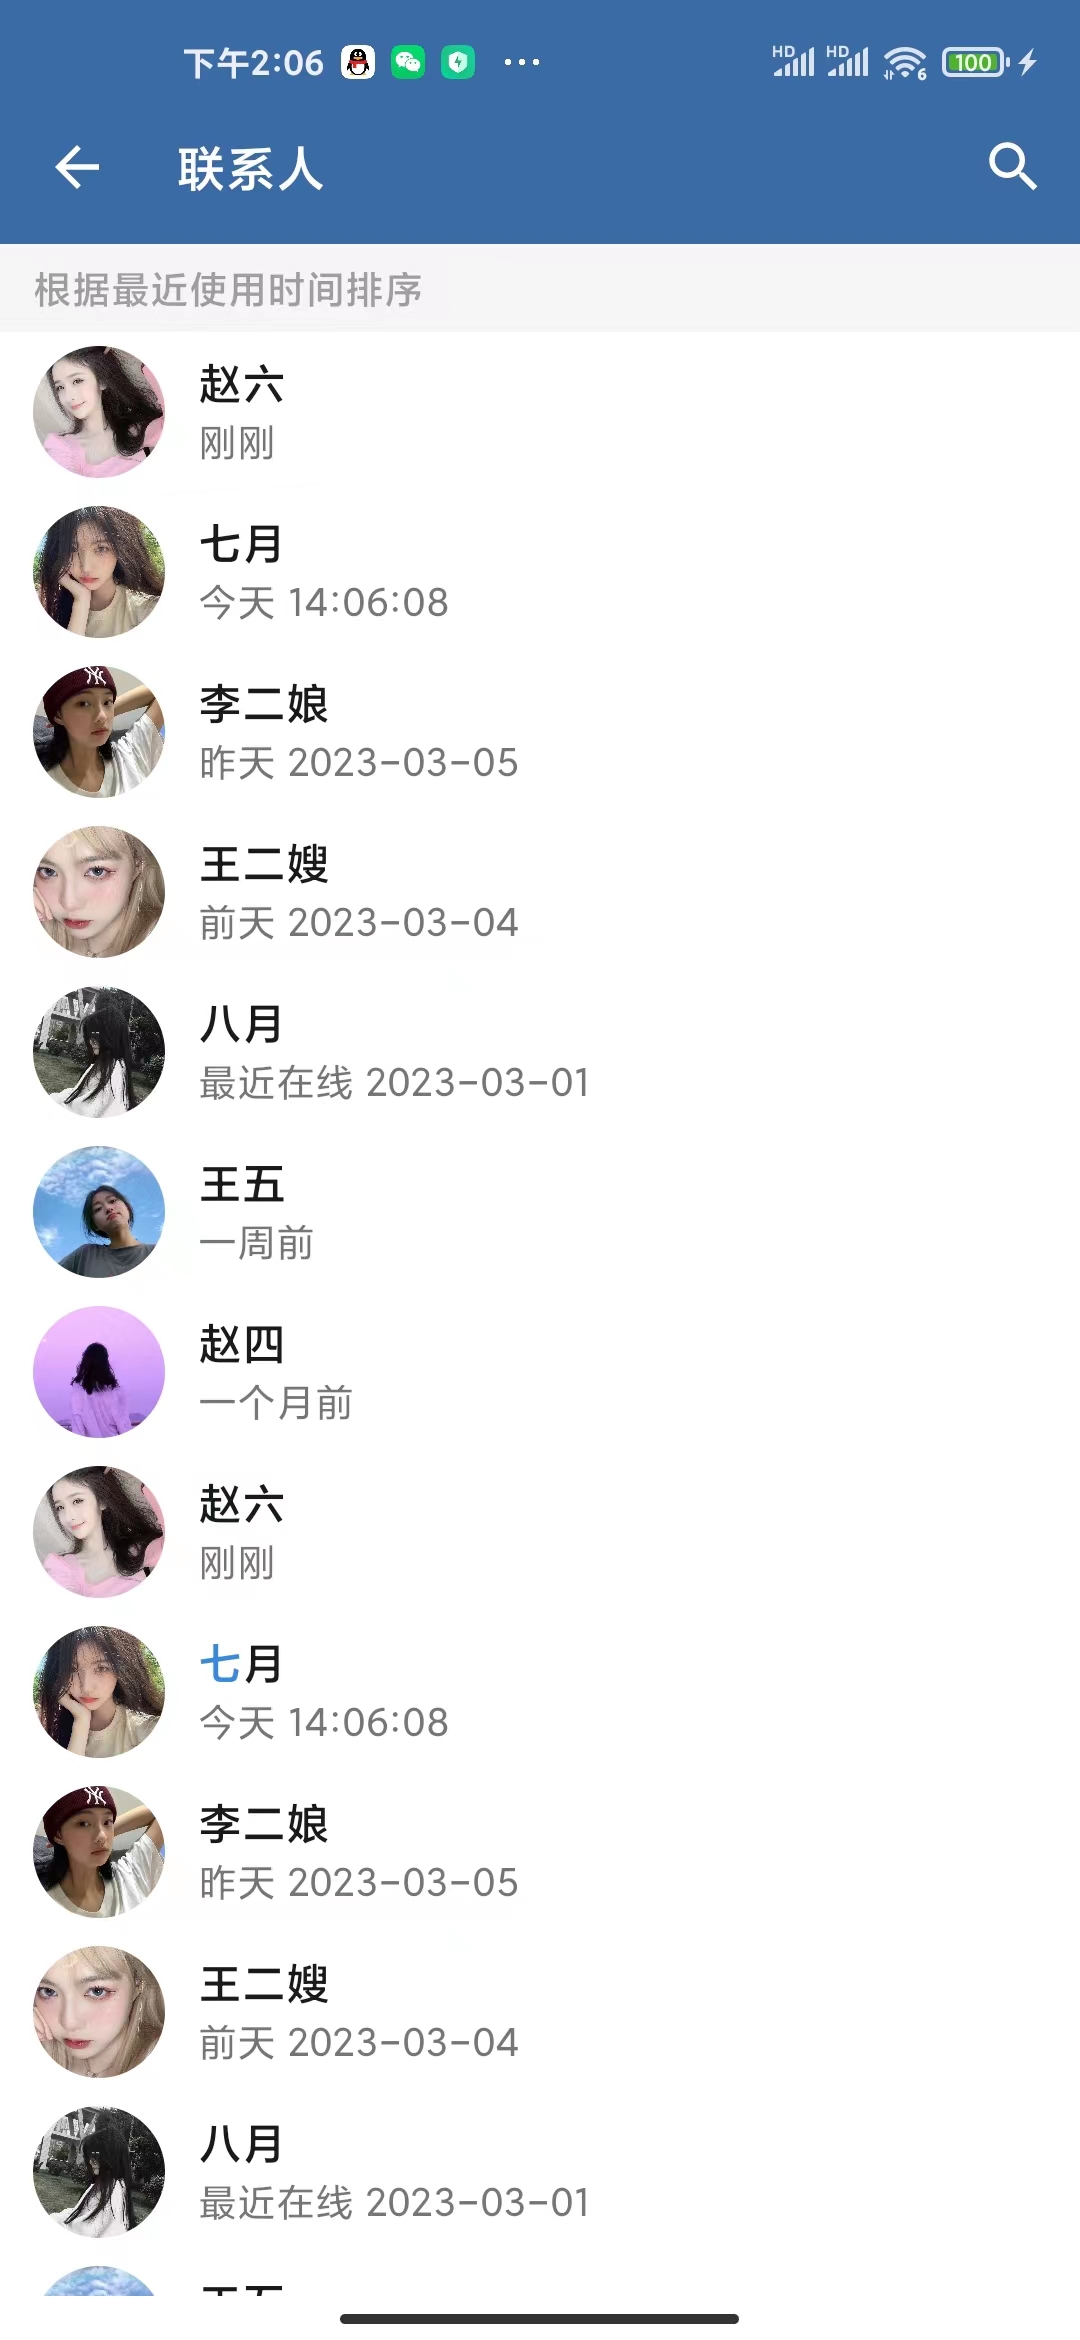 下午2:06 HD HD 6 100
联系人
根据最近使用时间排序
赵六
刚刚
七月
今天 14:06:08
李二娘
昨天 2023-03-05
王二嫂
前天 2023-03-04
八月
最近在线 2023-03-01
王五
一周前
赵四
一个月前
赵六
刚刚
七月
今天 14:06:08
李二娘
昨天 2023-03-05
王二嫂
前天 2023-03-04
八月
最近在线 2023-03-01